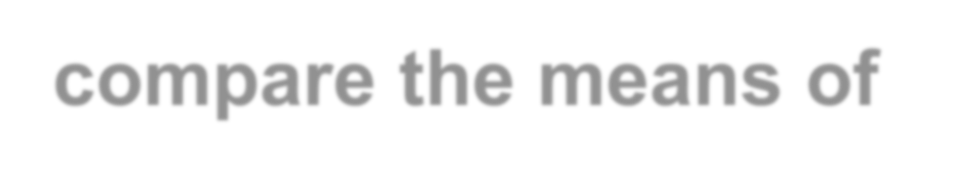 compare the means of